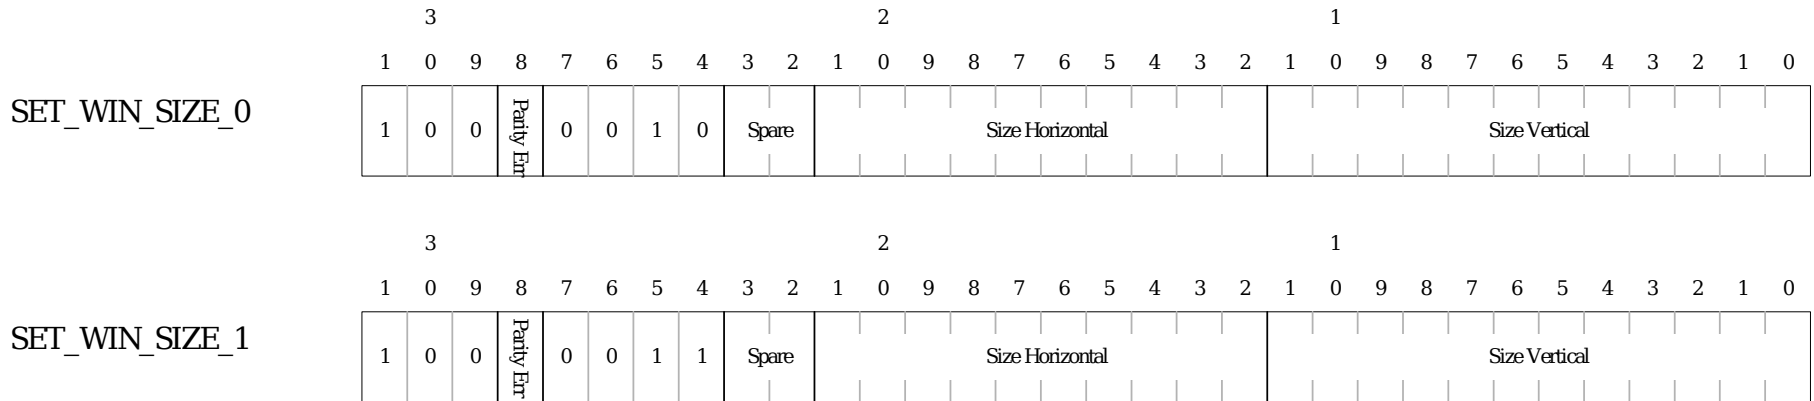 3 2 1
1 0 9 8 7 6 5 4 3 2 1 0 9 8 7 6 5 4 3 2 1 0 9 8 7 6 5 4 3 2 1 0
SET_WIN_SIZE_0 1 0 0 Parity Err 0 0 1 0 Spare Size Horizontal Size Vertical
3 2 1
1 0 9 8 7 6 5 4 3 2 1 0 9 8 7 6 5 4 3 2 1 0 9 8 7 6 5 4 3 2 1 0
SET_WIN_SIZE_1 1 0 0 Parity Err 0 0 1 1 Spare Size Horizontal Size Vertical